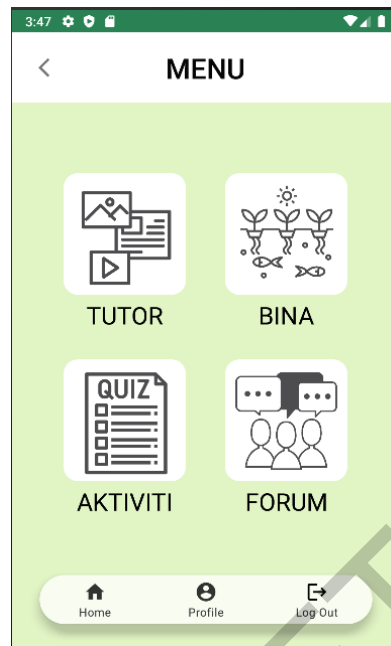 3:47
MENU
TUTOR
BINA
QUIZ
AKTIVITI
FORUM
Home
Profile
Log Out